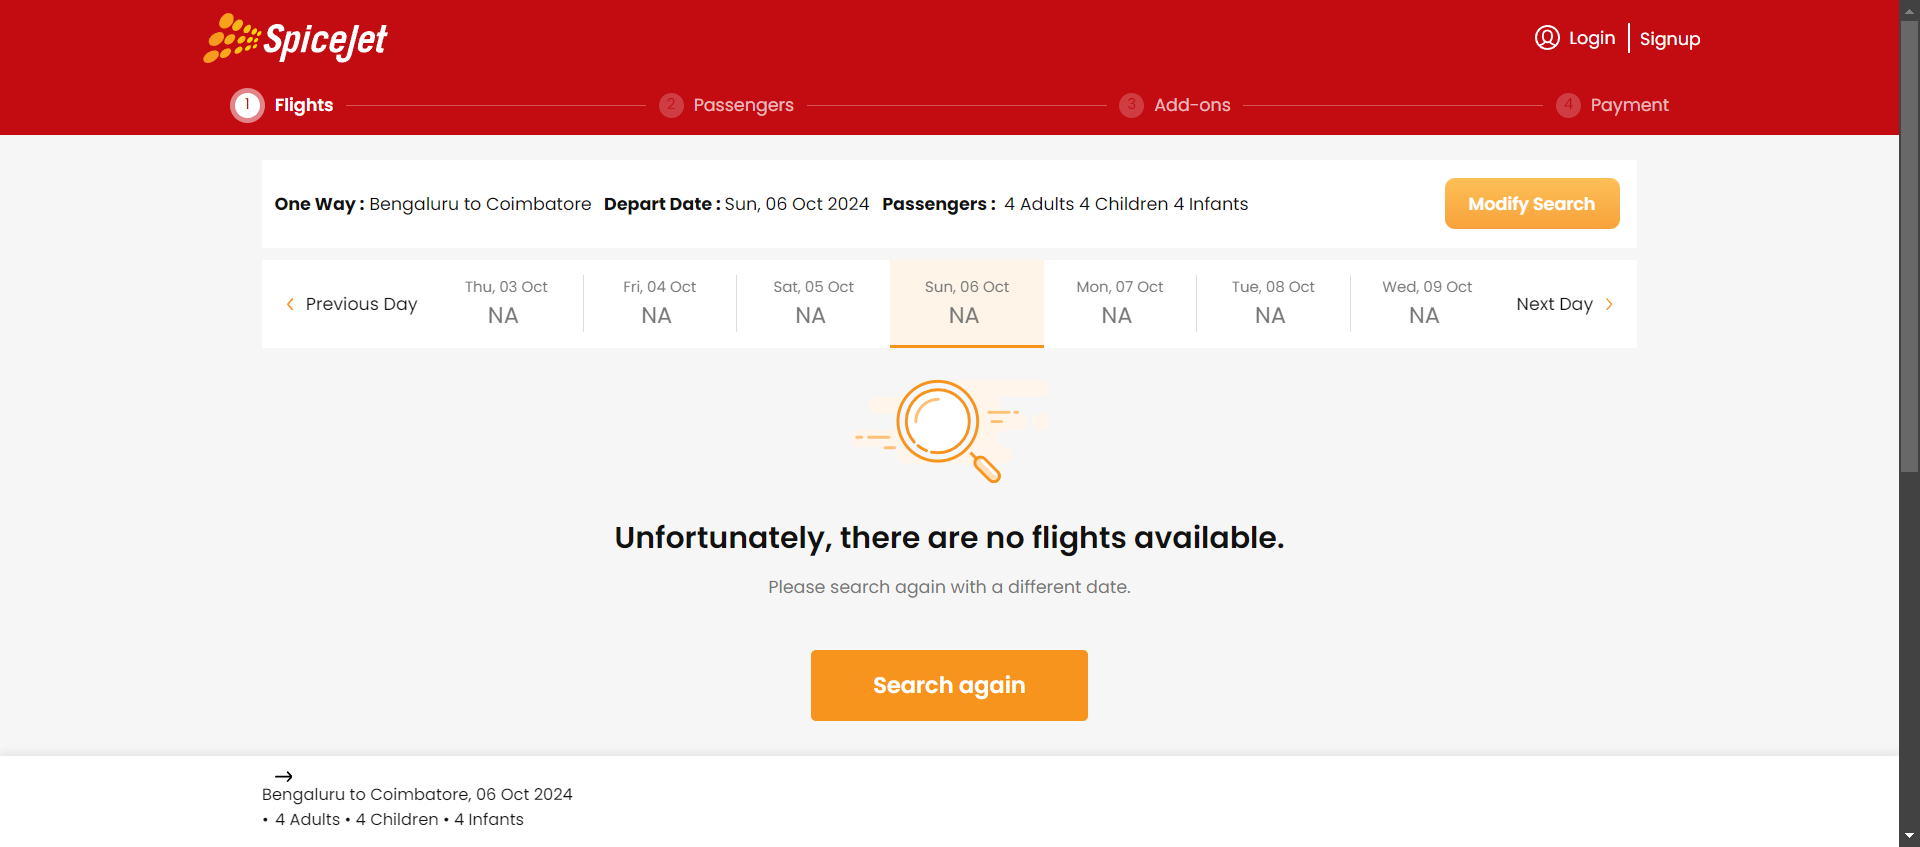 SpiceJet
Login
Signup
1 Flights
2 Passengers
3 Add-ons
4 Payment
One Way : Bengaluru to Coimbatore Depart Date : Sun, 06 Oct 2024 Passengers : 4 Adults 4 Children 4 Infants
Modify Search
Previous Day
Thu, 03 Oct
NA
Fri, 04 Oct
NA
Sat, 05 Oct
NA
Sun, 06 Oct
NA
Mon, 07 Oct
NA
Tue, 08 Oct
NA
Wed, 09 Oct
NA
Next Day
Unfortunately, there are no flights available.
Please search again with a different date.
Search again
→
Bengaluru to Coimbatore, 06 Oct 2024
• 4 Adults • 4 Children • 4 Infants